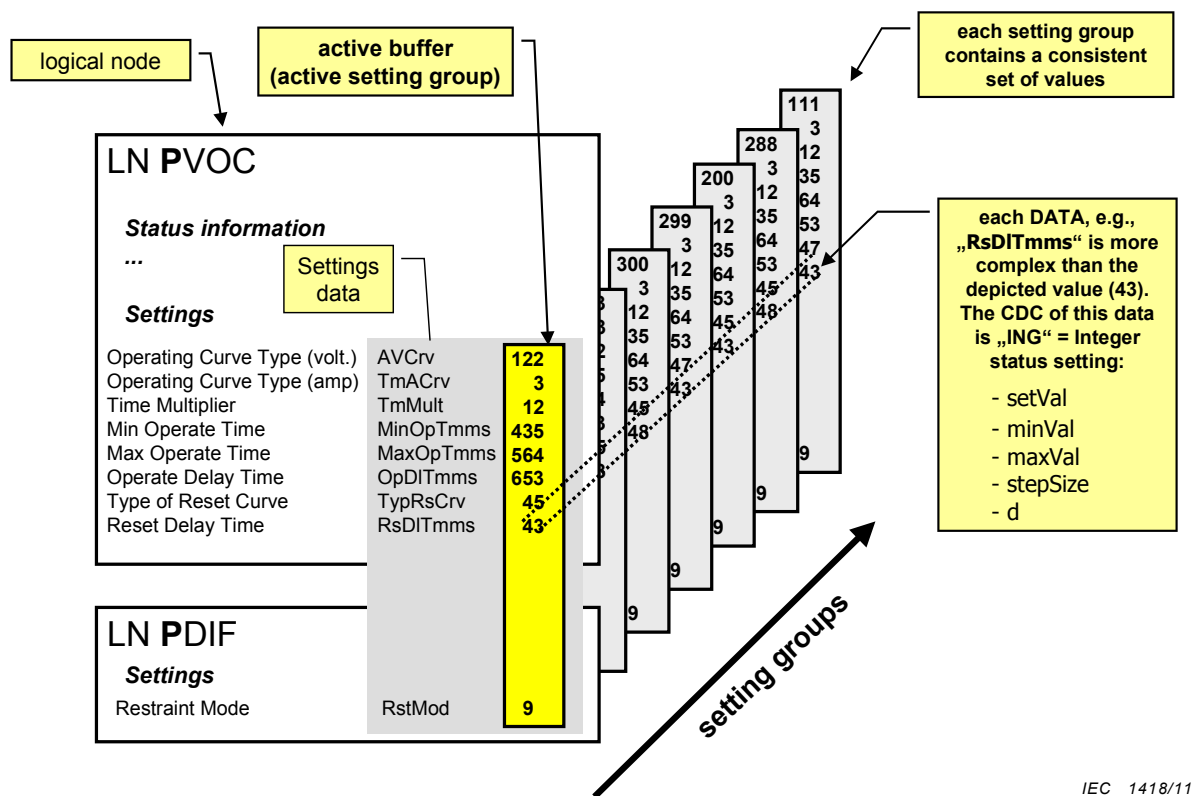 logical node
active buffer
(active setting group)
each setting group
contains a consistent
set of values
LN PVOC
Status information
...
Settings
data
Settings
Operating Curve Type (volt.) AVCrv 122
Operating Curve Type (amp) TmACrv 3
Time Multiplier TmMult 12
Min Operate Time MinOpTmms 435
Max Operate Time MaxOpTmms 564
Operate Delay Time OpDlTmms 653
Type of Reset Curve TypRsCrv 45
Reset Delay Time RsDlTmms 43
300
3
12
35
64
53
45
48
9
299
3
12
35
64
53
47
43
9
200
3
12
35
64
53
45
43
9
288
3
12
35
64
53
45
48
9
111
3
12
35
64
53
47
43
9
each DATA, e.g.,
„RsDlTmms“ is more
complex than the
depicted value (43).
The CDC of this data
is „ING“ = Integer
status setting:
- setVal
- minVal
- maxVal
- stepSize
- d
LN PDIF
Settings
Restraint Mode RstMod 9
setting groups
IEC 1418/11